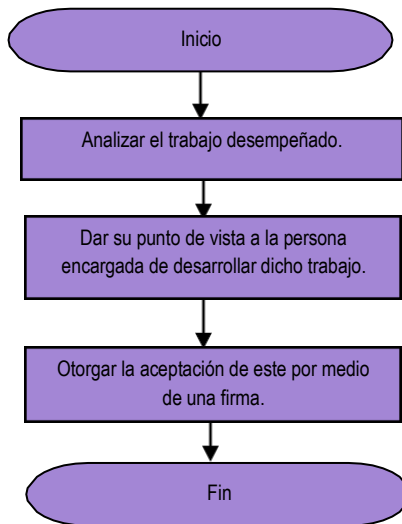 Inicio
Analizar el trabajo desempeñado.
Dar su punto de vista a la persona
encargada de desarrollar dicho trabajo.
Otorgar la aceptación de este por medio
de una firma.
Fin